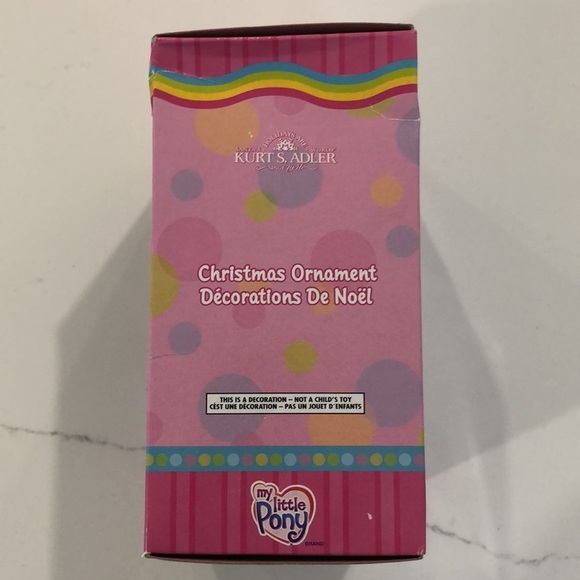 KURT S. ADLER
Christmas Ornament
Décorations De Noël
THIS IS A DECORATION – NOT A CHILD'S TOY
CÉST UNE DÉCORATION – PAS UN JOUET D'ENFANTS
my
little
Pony